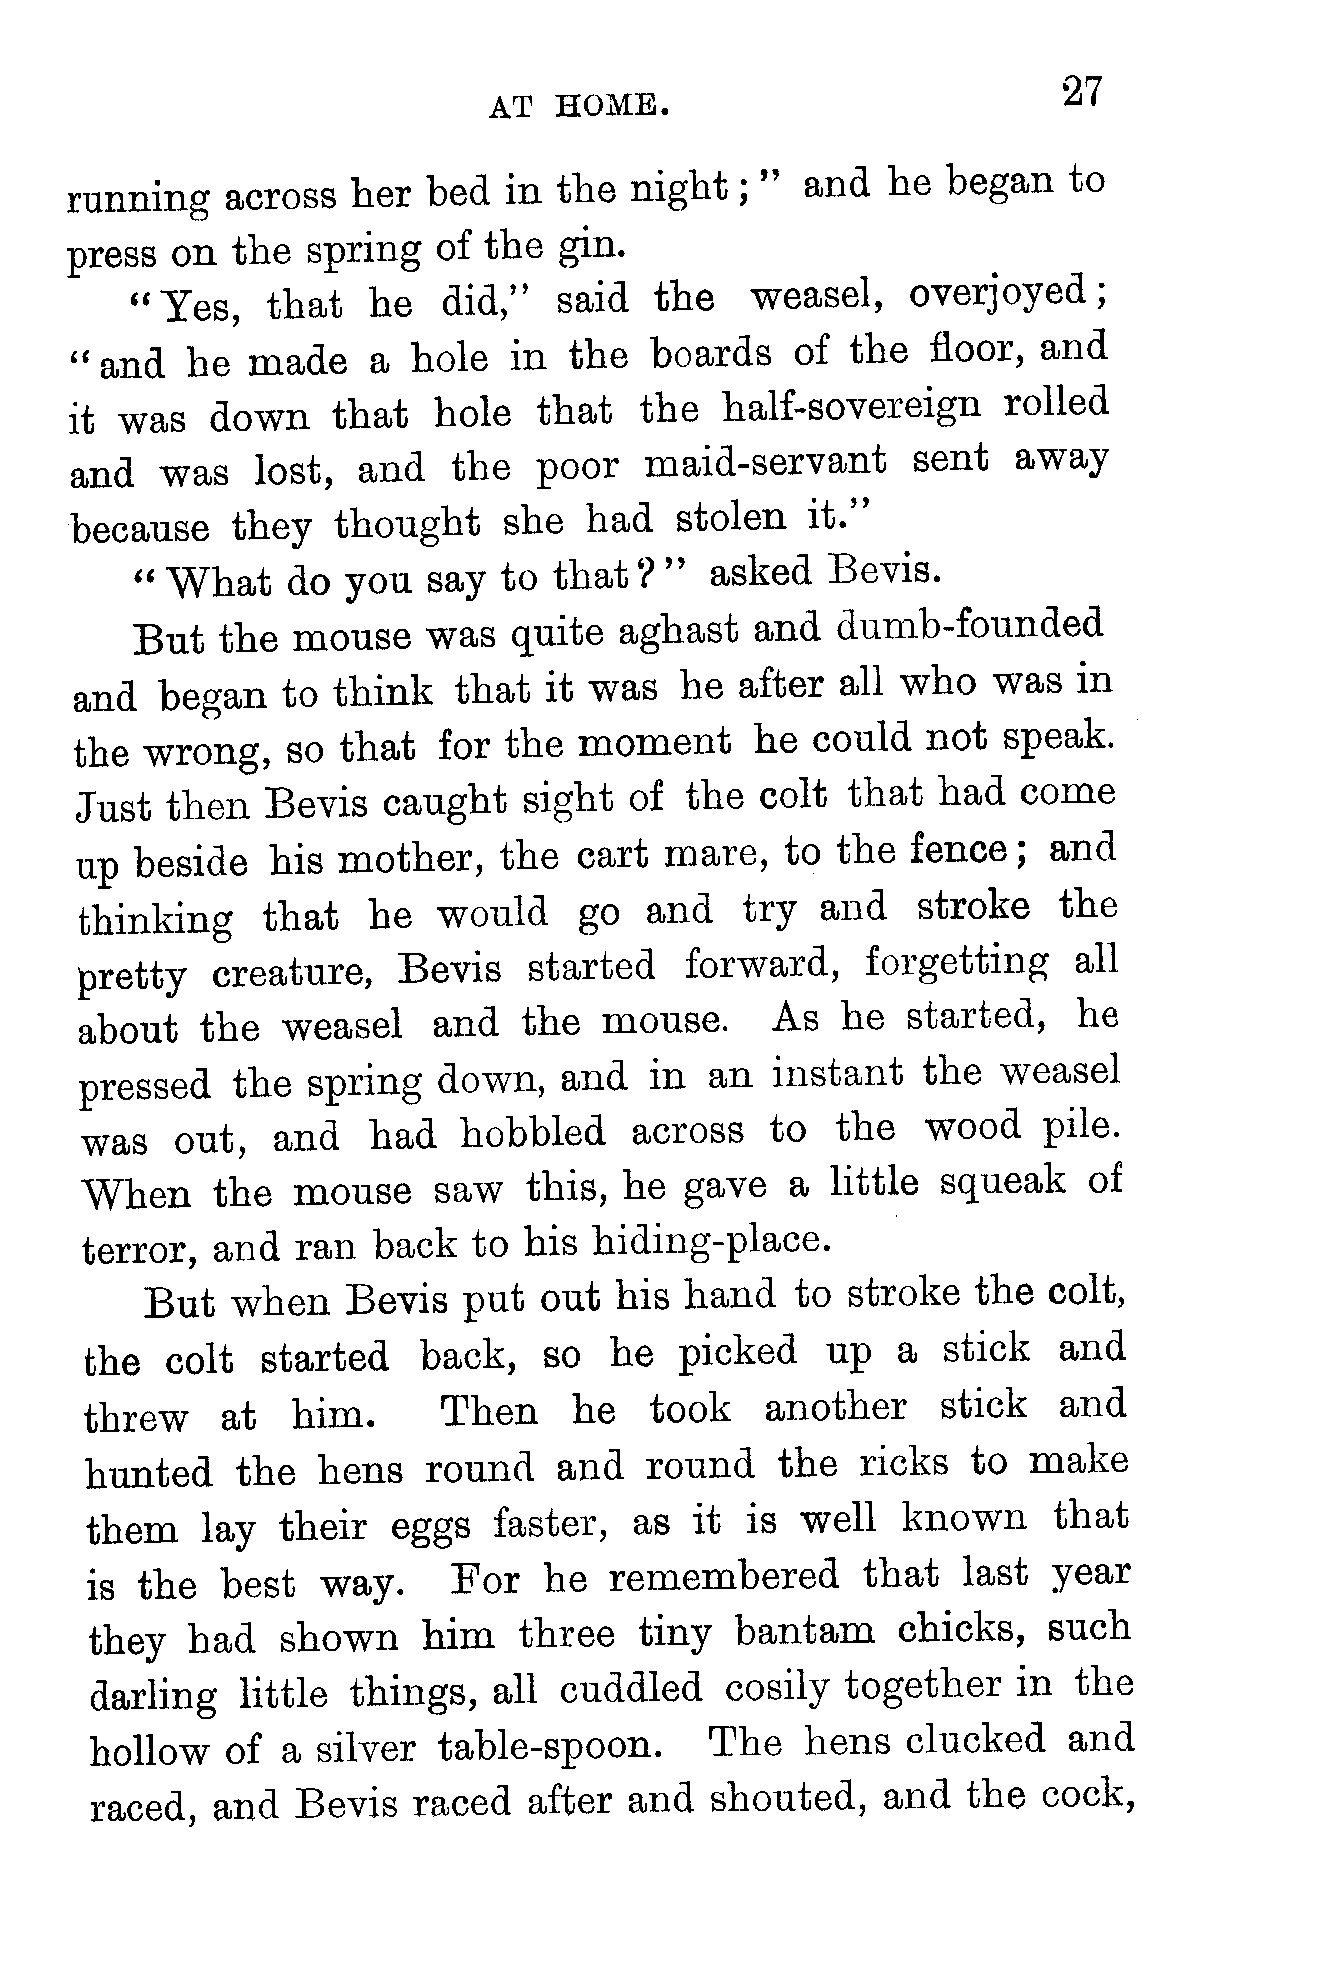 AT HOME. 27
running across her bed in the night ;” and he began to
press on the spring of the gin.
“ Yes, that he did,” said the weasel, overjoyed ;
“ and he made a hole in the boards of the floor, and
it was down that hole that the half-sovereign rolled
and was lost, and the poor maid-servant sent away
because they thought she had stolen it.”
“ What do you say to that ? ” asked Bevis.
But the mouse was quite aghast and dumb-founded
and began to think that it was he after all who was in
the wrong, so that for the moment he could not speak.
Just then Bevis caught sight of the colt that had come
up beside his mother, the cart mare, to the fence ; and
thinking that he would go and try and stroke the
pretty creature, Bevis started forward, forgetting all
about the weasel and the mouse. As he started, he
pressed the spring down, and in an instant the weasel
was out, and had hobbled across to the wood pile.
When the mouse saw this, he gave a little squeak of
terror, and ran back to his hiding-place.
But when Bevis put out his hand to stroke the colt,
the colt started back, so he picked up a stick and
threw at him. Then he took another stick and
hunted the hens round and round the ricks to make
them lay their eggs faster, as it is well known that
is the best way. For he remembered that last year
they had shown him three tiny bantam chicks, such
darling little things, all cuddled cosily together in the
hollow of a silver table-spoon. The hens clucked and
raced, and Bevis raced after and shouted, and the cock,